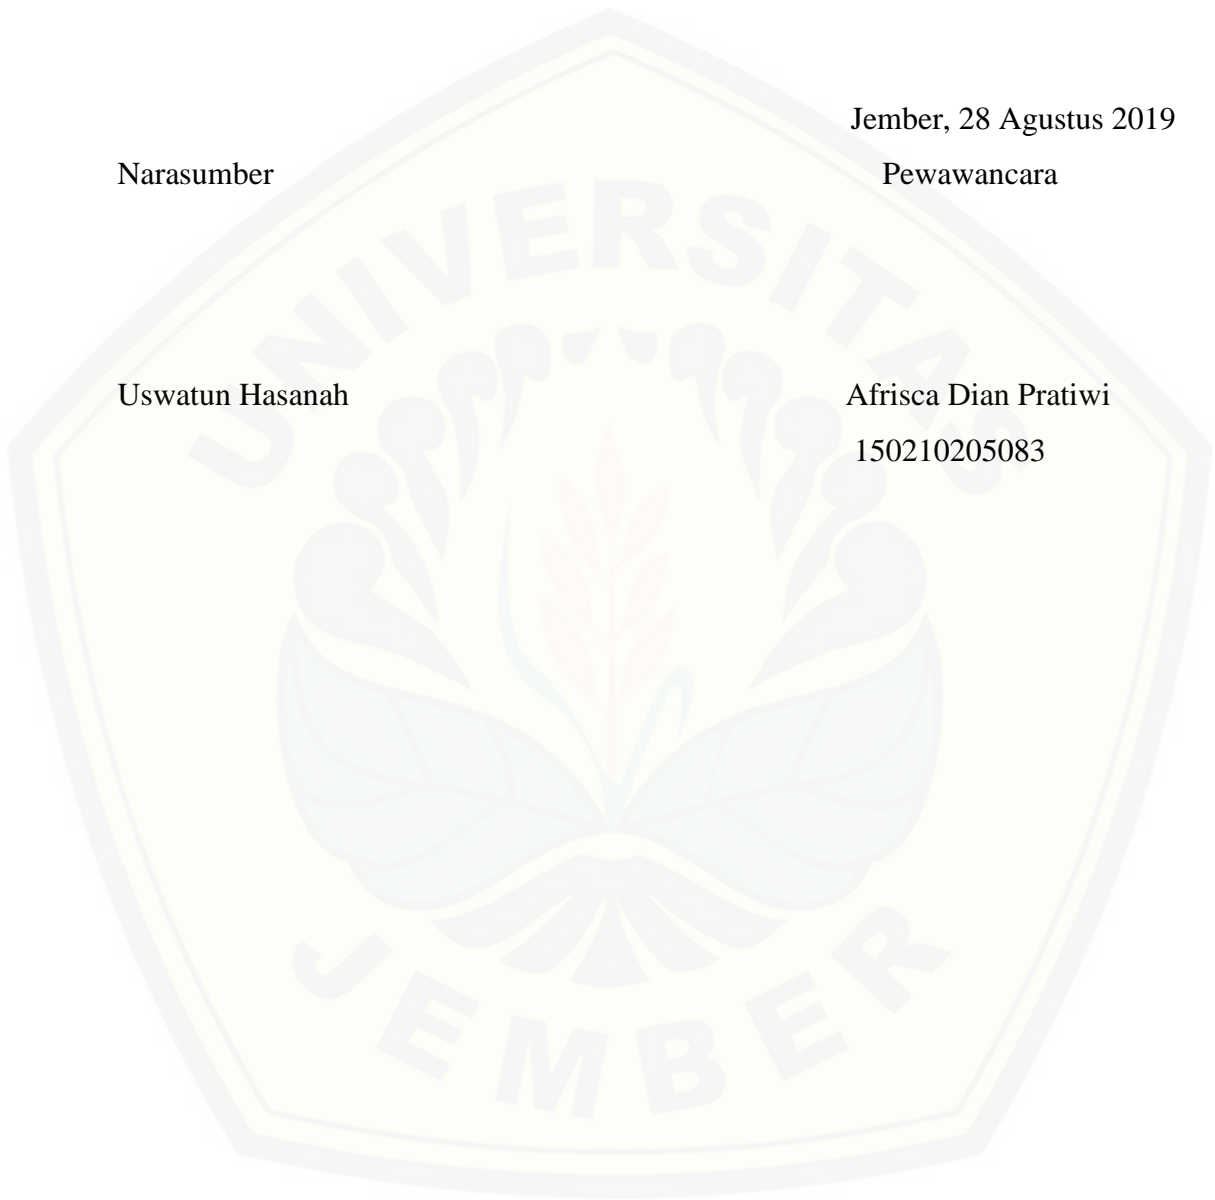 Jember, 28 Agustus 2019
Narasumber Pewawancara
Uswatun Hasanah Afrisca Dian Pratiwi
150210205083
UNIVERSITAS
JEMBER